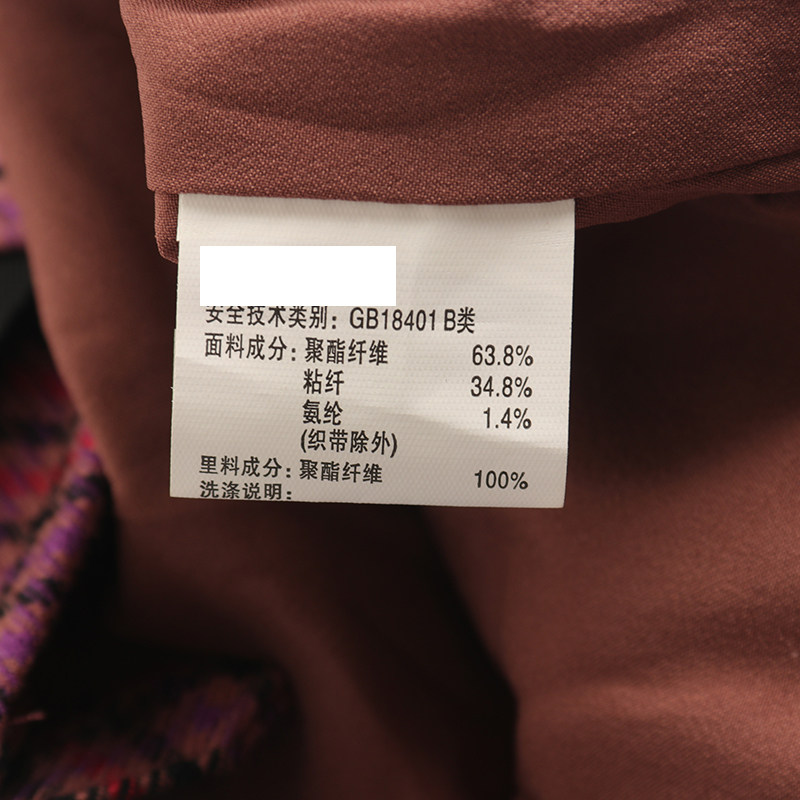 安全技术类别: GB18401 B类
面料成分: 聚酯纤维 63.8%
粘纤 34.8%
氨纶 1.4%
(织带除外)
里料成分: 聚酯纤维 100%
洗涤说明: